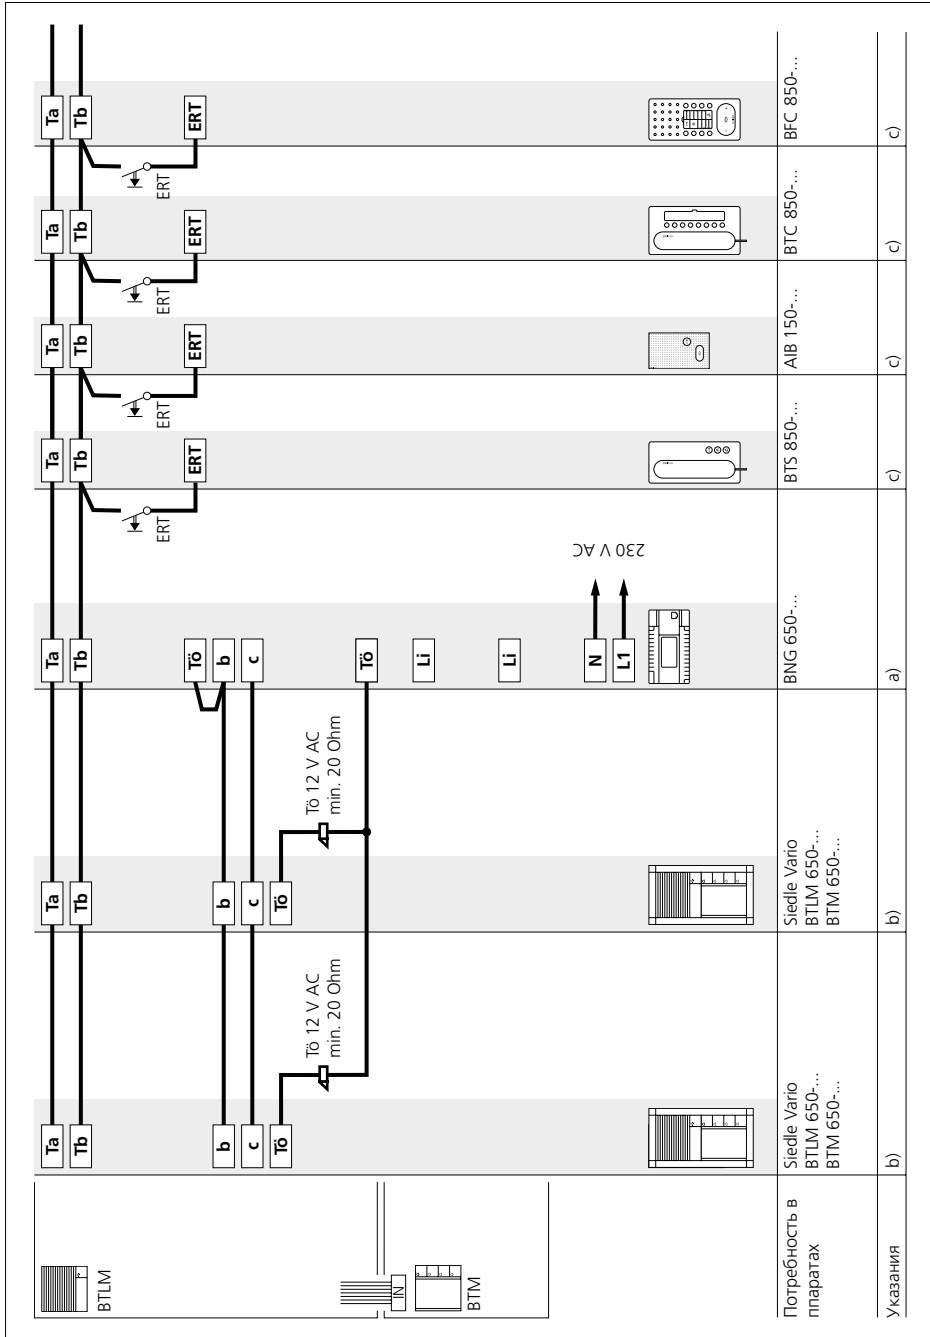 BTLM
IN
BTM
Потребность в
ппаратах
Указания
Ta
Tb
b
c
Tö
Tö 12 V AC
min. 20 Ohm
Siedle Vario
BTLM 650-...
BTM 650-...
b)
Ta
Tb
b
c
Tö
Tö 12 V AC
min. 20 Ohm
Siedle Vario
BTLM 650-...
BTM 650-...
b)
Ta
Tb
Tö
b
c
Tö
Li
Li
N
L1
230 V AC
BNG 650-...
a)
ERT
Ta
Tb
ERT
BTS 850-...
c)
ERT
Ta
Tb
ERT
AIB 150-...
c)
ERT
Ta
Tb
ERT
BTC 850-...
c)
ERT
Ta
Tb
ERT
BFC 850-...
c)